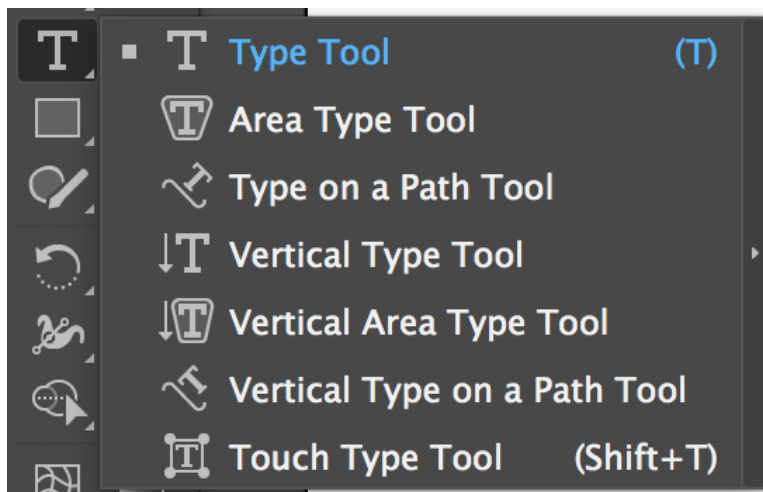 Type Tool (T)
Area Type Tool
Type on a Path Tool
Vertical Type Tool
Vertical Area Type Tool
Vertical Type on a Path Tool
Touch Type Tool (Shift+T)